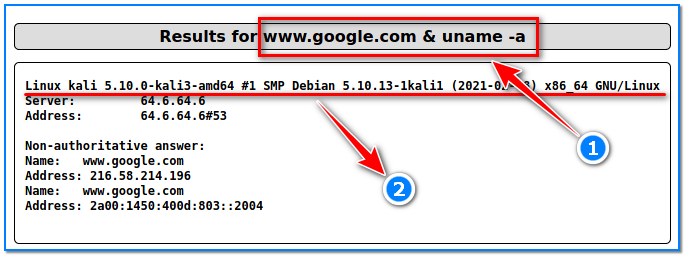 Results for www.google.com & uname -a
Linux kali 5.10.0-kali3-amd64 #1 SMP Debian 5.10.13-1kali1 x86_64 GNU/Linux
Server: 64.6.64.6
Address: 64.6.64.6#53
Non-authoritative answer:
Name: www.google.com
Address: 216.58.214.196
Name: www.google.com
Address: 2a00:1450:400d:803::2004
1
2